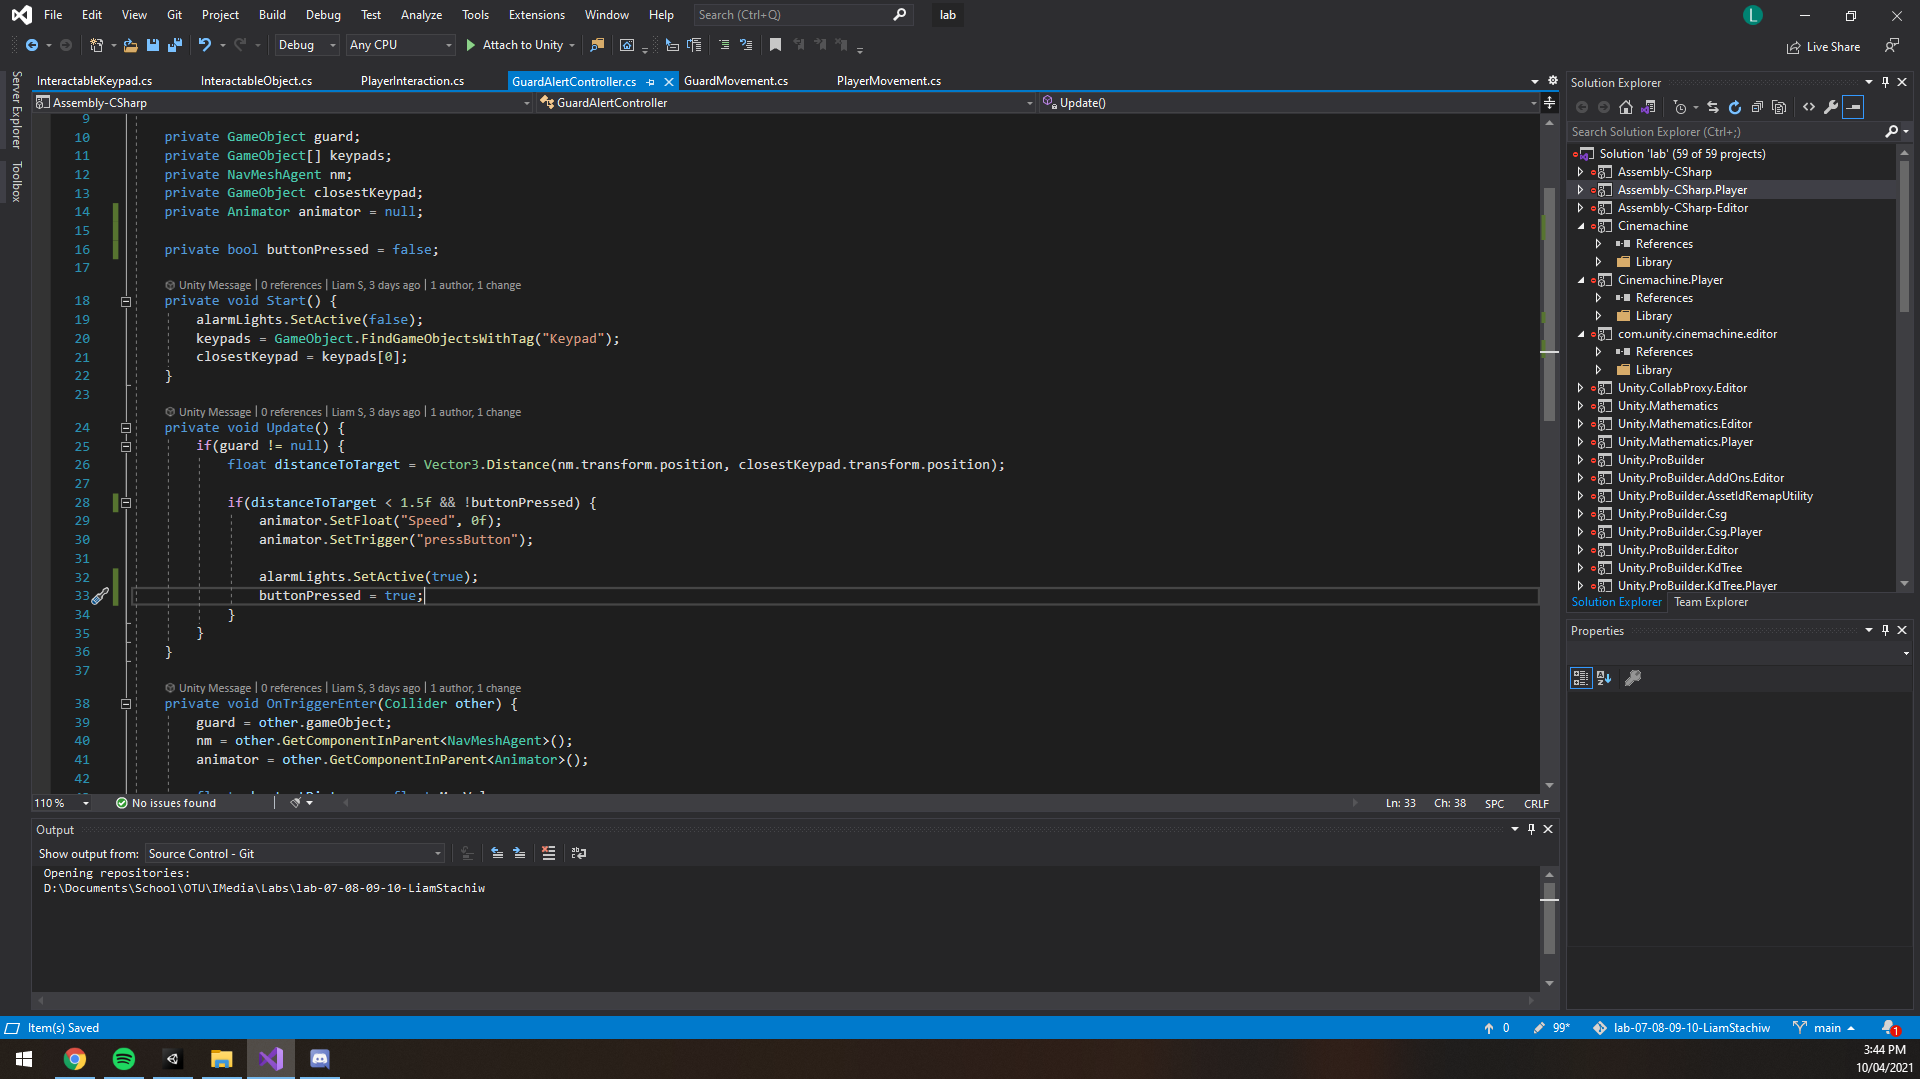 File Edit View Git Project Build Debug Test Analyze Tools Extensions Window Help Search (Ctrl+Q) lab L
Debug Any CPU Attach to Unity Live Share
Server Explorer
Toolbox
InteractableKeypad.cs InteractableObject.cs PlayerInteraction.cs GuardAlertController.cs GuardMovement.cs PlayerMovement.cs
Assembly-CSharp GuardAlertController Update()
9
10 private GameObject guard;
11 private GameObject[] keypads;
12 private NavMeshAgent nm;
13 private GameObject closestKeypad;
14 private Animator animator = null;
15
16 private bool buttonPressed = false;
17
Unity Message | 0 references | Liam S, 3 days ago | 1 author, 1 change
18 private void Start() {
19 alarmLights.SetActive(false);
20 keypads = GameObject.FindGameObjectsWithTag("Keypad");
21 closestKeypad = keypads[0];
22 }
23
Unity Message | 0 references | Liam S, 3 days ago | 1 author, 1 change
24 private void Update() {
25 if(guard != null) {
26 float distanceToTarget = Vector3.Distance(nm.transform.position, closestKeypad.transform.position);
27
28 if(distanceToTarget < 1.5f && !buttonPressed) {
29 animator.SetFloat("Speed", 0f);
30 animator.SetTrigger("pressButton");
31
32 alarmLights.SetActive(true);
33 buttonPressed = true;
34 }
35 }
36 }
37
Unity Message | 0 references | Liam S, 3 days ago | 1 author, 1 change
38 private void OnTriggerEnter(Collider other) {
39 guard = other.gameObject;
40 nm = other.GetComponentInParent<NavMeshAgent>();
41 animator = other.GetComponentInParent<Animator>();
42
110 % No issues found Ln: 33 Ch: 38 SPC CRLF
Output
Show output from: Source Control - Git
Opening repositories:
D:\Documents\School\OTU\IMedia\Labs\lab-07-08-09-10-LiamStachiw
Solution Explorer
Search Solution Explorer (Ctrl+;)
Solution 'lab' (59 of 59 projects)
Assembly-CSharp
Assembly-CSharp.Player
Assembly-CSharp-Editor
Cinemachine
References
Library
Cinemachine.Player
References
Library
com.unity.cinemachine.editor
References
Library
Unity.CollabProxy.Editor
Unity.Mathematics
Unity.Mathematics.Editor
Unity.Mathematics.Player
Unity.ProBuilder
Unity.ProBuilder.AddOns.Editor
Unity.ProBuilder.AssetIdRemapUtility
Unity.ProBuilder.Csg
Unity.ProBuilder.Csg.Player
Unity.ProBuilder.Editor
Unity.ProBuilder.KdTree
Unity.ProBuilder.KdTree.Player
Solution Explorer Team Explorer
Properties
Item(s) Saved 0 99* lab-07-08-09-10-LiamStachiw main 1
3:44 PM
10/04/2021